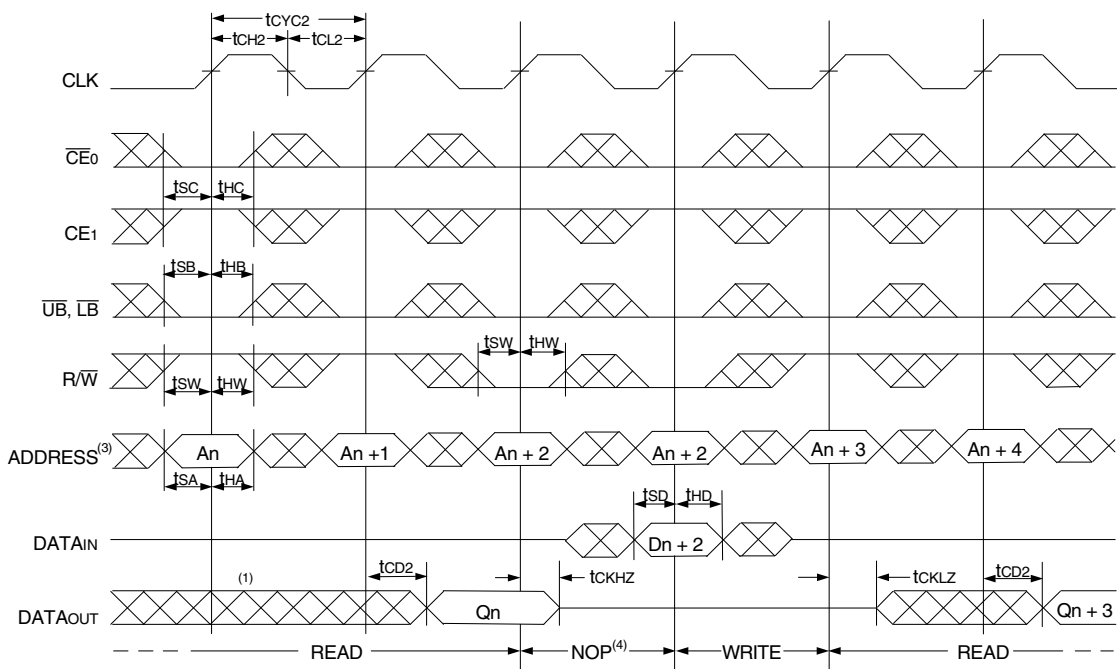 tCYC2
tCH2 tCL2
CLK
CE0
tSC tHC
CE1
tSB tHB
UB, LB
tSW tHW
R/W
tSW tHW
ADDRESS(3) An An +1 An + 2 An + 2 An + 3 An + 4
tSA tHA
tSD tHD
DATAIN Dn + 2
tCD2 tCKHZ tCKLZ tCD2
(1)
DATAOUT Qn Qn + 3
READ NOP(4) WRITE READ